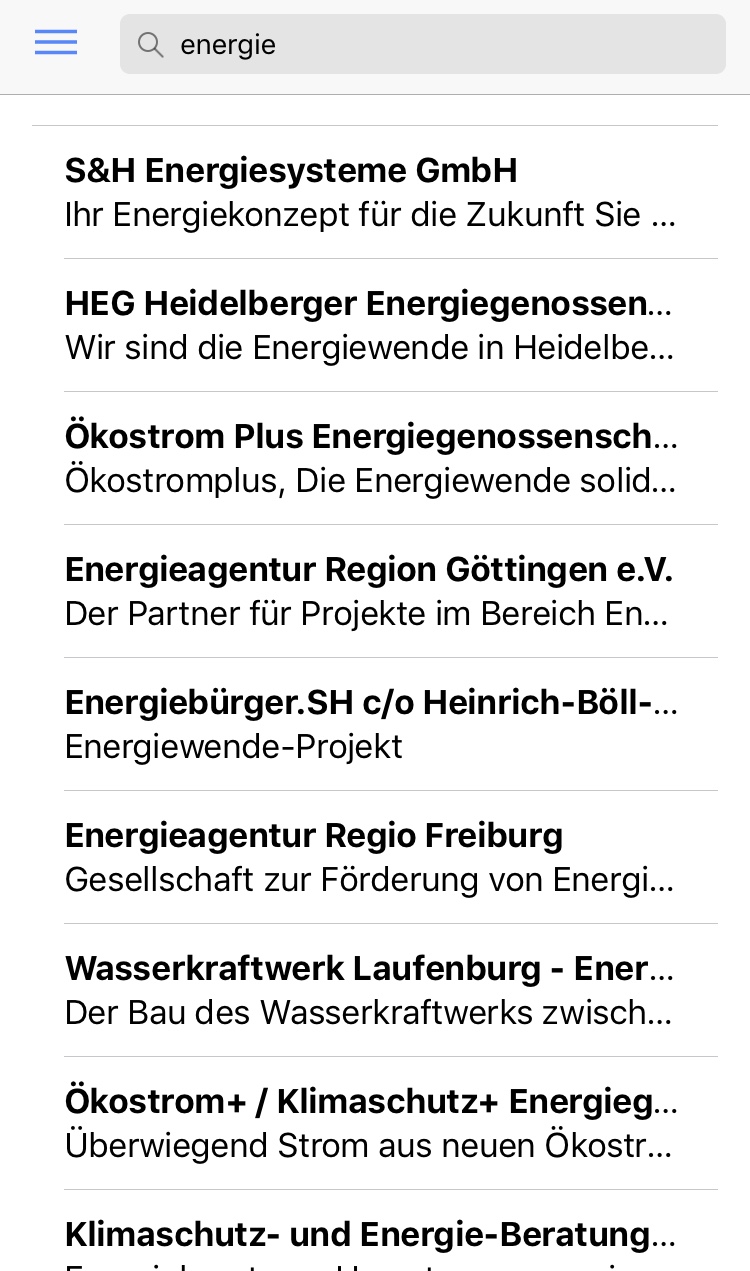 energie
S&H Energiesysteme GmbH
Ihr Energiekonzept für die Zukunft Sie ...
HEG Heidelberger Energiegenossen...
Wir sind die Energiewende in Heidelbe...
Ökostrom Plus Energiegenossensch...
Ökostromplus, Die Energiewende solid...
Energieagentur Region Göttingen e.V.
Der Partner für Projekte im Bereich En...
Energiebürger.SH c/o Heinrich-Böll-...
Energiewende-Projekt
Energieagentur Regio Freiburg
Gesellschaft zur Förderung von Energi...
Wasserkraftwerk Laufenburg - Ener...
Der Bau des Wasserkraftwerks zwisch...
Ökostrom+ / Klimaschutz+ Energieg...
Überwiegend Strom aus neuen Ökostr...
Klimaschutz- und Energie-Beratung...